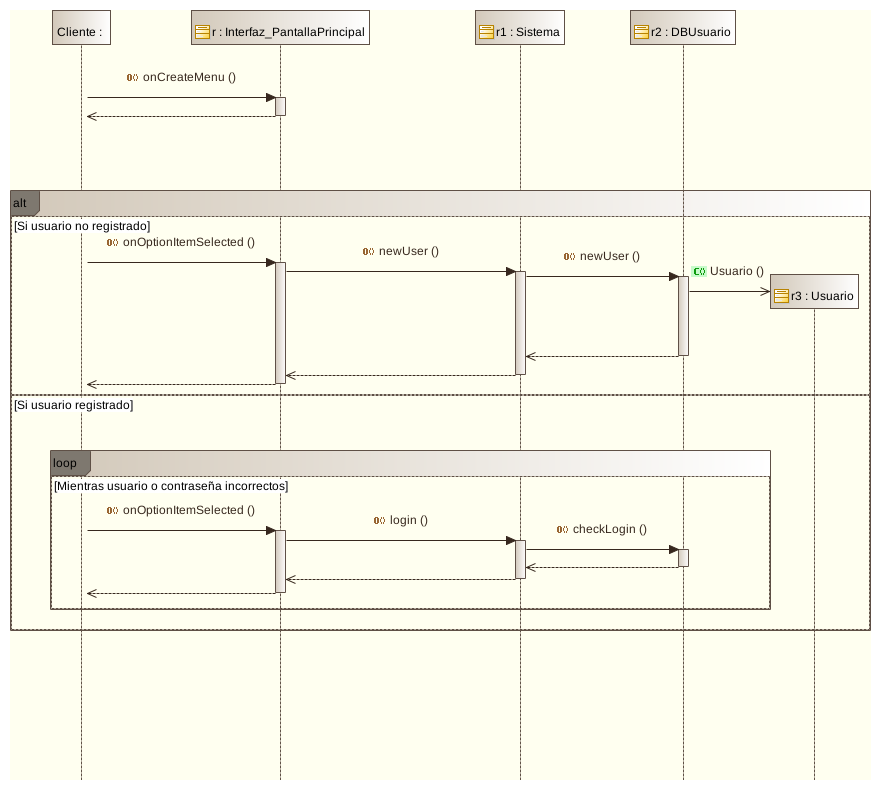 Cliente :
r : Interfaz_PantallaPrincipal
r1 : Sistema
r2 : DBUsuario
onCreateMenu ()
alt
[Si usuario no registrado]
onOptionItemSelected ()
newUser ()
newUser ()
Usuario ()
r3 : Usuario
[Si usuario registrado]
loop
[Mientras usuario o contraseña incorrectos]
onOptionItemSelected ()
login ()
checkLogin ()